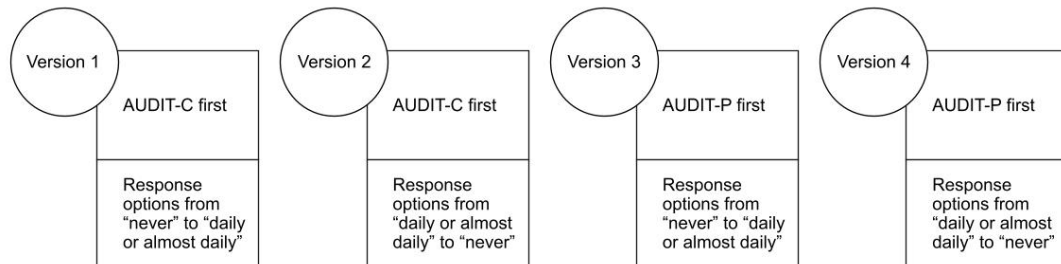 Version 1
AUDIT-C first
Response
options from
“never” to “daily
or almost daily”
Version 2
AUDIT-C first
Response
options from
“daily or almost
daily” to “never”
Version 3
AUDIT-P first
Response
options from
“never” to “daily
or almost daily”
Version 4
AUDIT-P first
Response
options from
“daily or almost
daily” to “never”